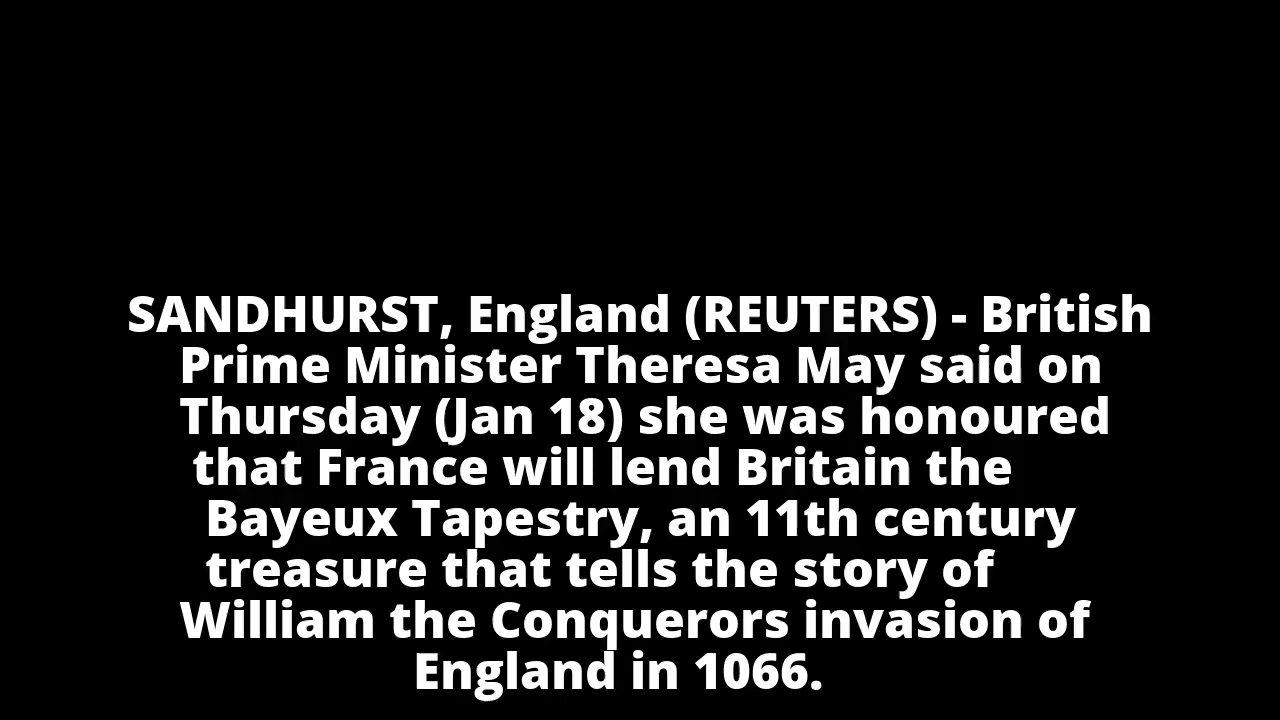 SANDHURST, England (REUTERS) - British
Prime Minister Theresa May said on
Thursday (Jan 18) she was honoured
that France will lend Britain the
Bayeux Tapestry, an 11th century
treasure that tells the story of
William the Conquerors invasion of
England in 1066.